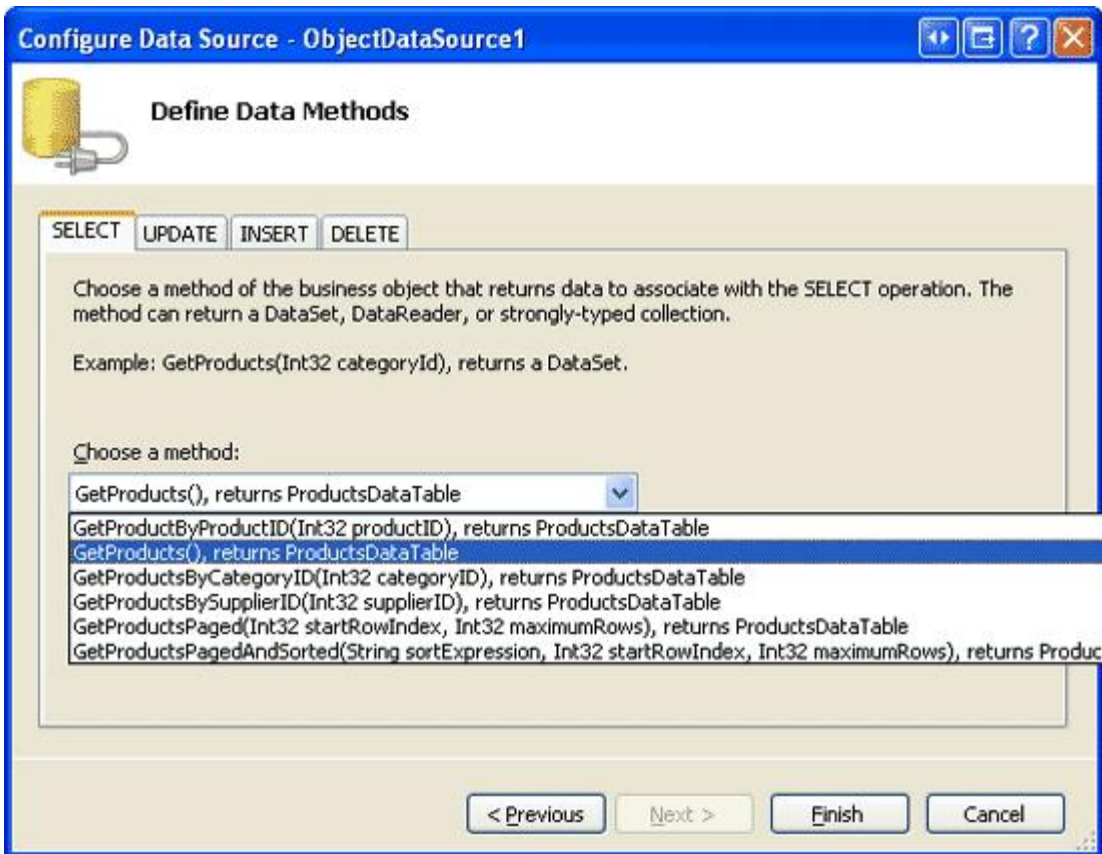 Configure Data Source - ObjectDataSource1
Define Data Methods
SELECT UPDATE INSERT DELETE
Choose a method of the business object that returns data to associate with the SELECT operation. The
method can return a DataSet, DataReader, or strongly-typed collection.
Example: GetProducts(Int32 categoryId), returns a DataSet.
Choose a method:
GetProducts(), returns ProductsDataTable
GetProductByProductID(Int32 productID), returns ProductsDataTable
GetProducts(), returns ProductsDataTable
GetProductsByCategoryID(Int32 categoryID), returns ProductsDataTable
GetProductsBySupplierID(Int32 supplierID), returns ProductsDataTable
GetProductsPaged(Int32 startRowIndex, Int32 maximumRows), returns ProductsDataTable
GetProductsPagedAndSorted(String sortExpression, Int32 startRowIndex, Int32 maximumRows), returns Produc
< Previous Next > Finish Cancel